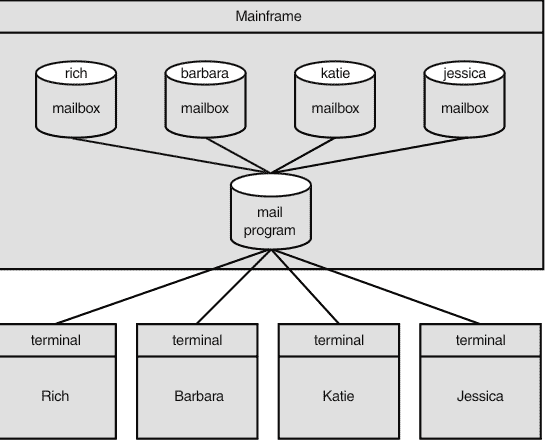 Mainframe
rich
barbara
katie
jessica
mailbox
mailbox
mailbox
mailbox
mail
program
terminal
terminal
terminal
terminal
Rich
Barbara
Katie
Jessica